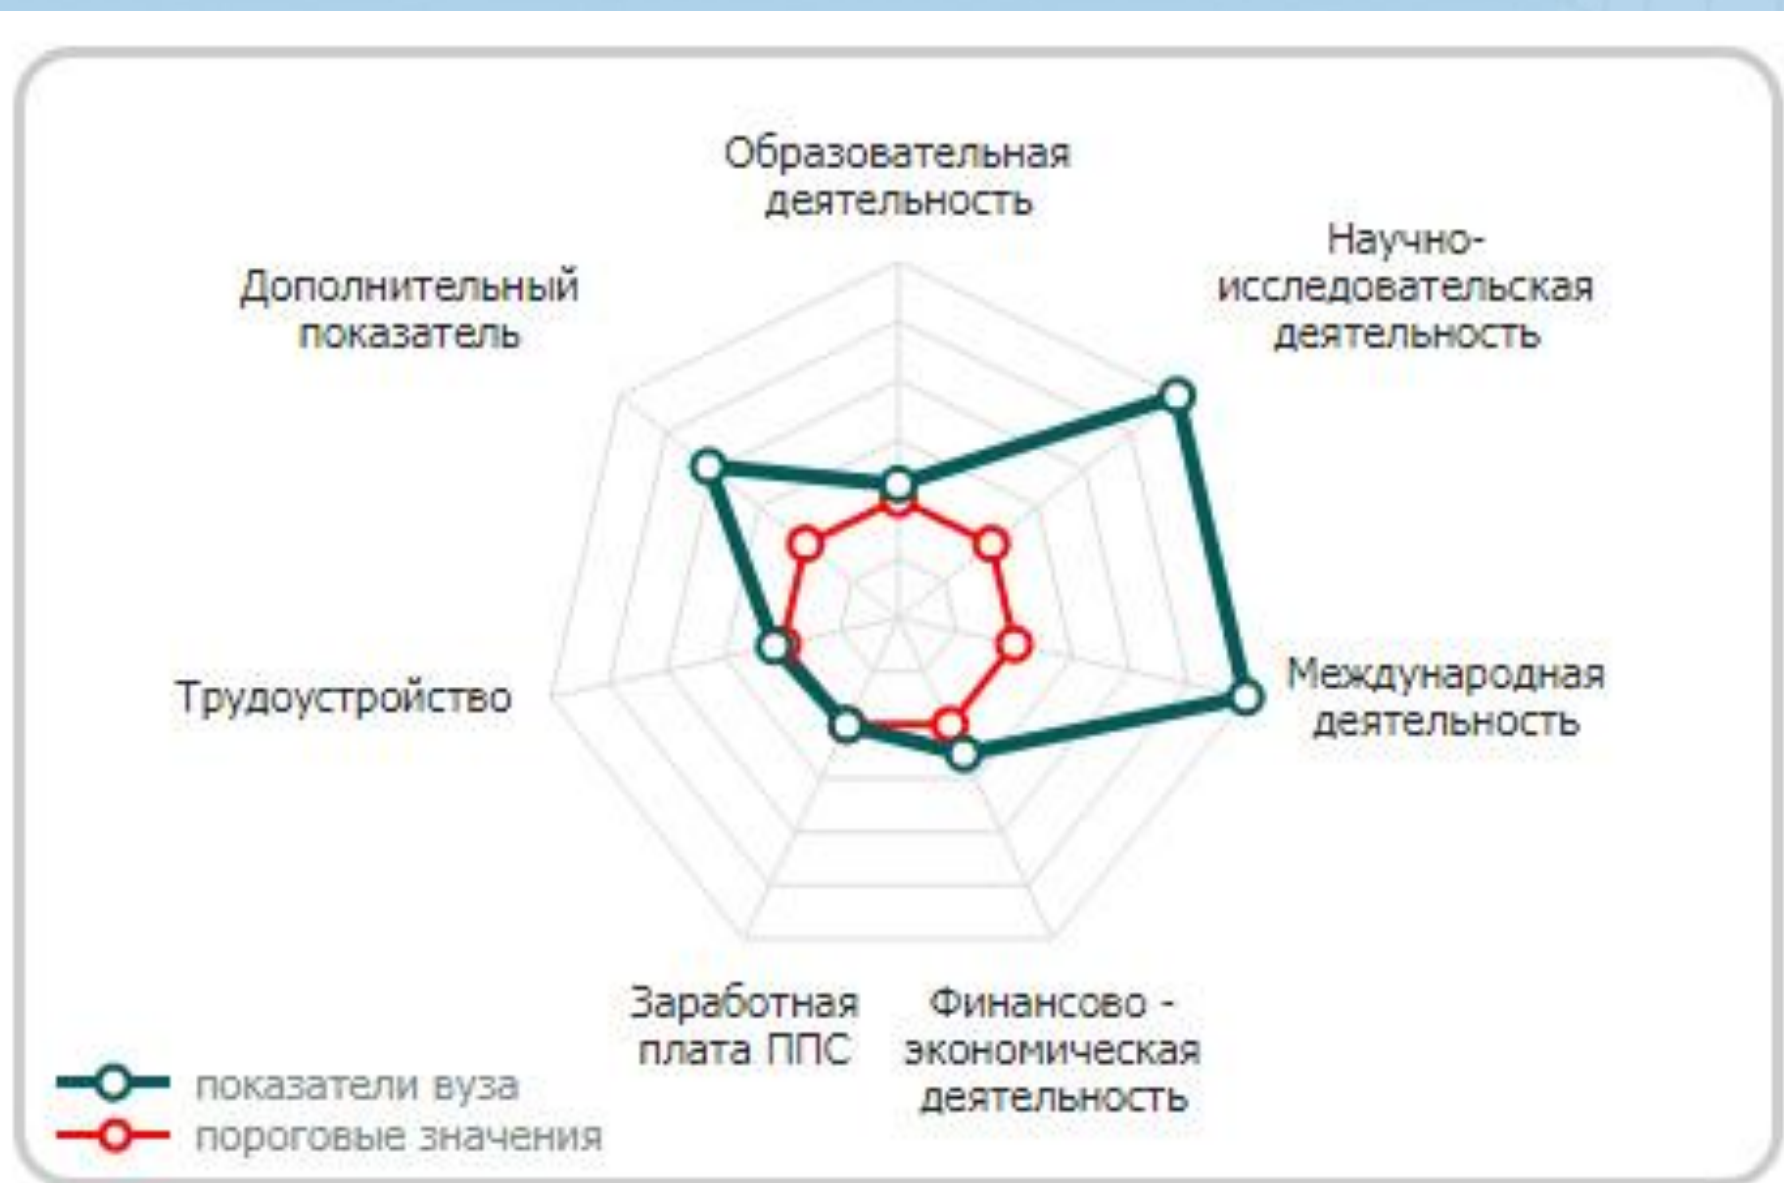 Образовательная
деятельность
Научно-
исследовательская
деятельность
Дополнительный
показатель
Международная
деятельность
Трудоустройство
Заработная
плата ППС
Финансово -
экономическая
деятельность
показатели вуза
пороговые значения